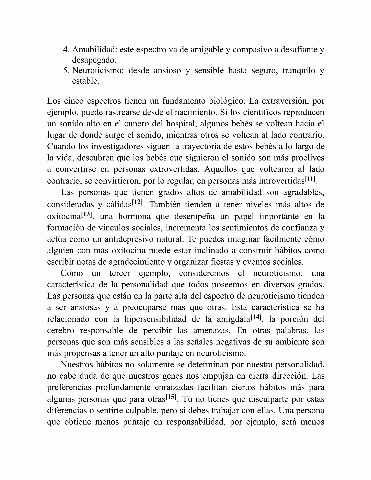 4. Amabilidad: este espectro va de amigable y compasivo a desafiante y
desapegado.
5. Neuroticismo: desde ansioso y sensible hasta seguro, tranquilo y
estable.
Los cinco espectros tienen un fundamento biológico. La extraversión, por
ejemplo, puede rastrearse desde el nacimiento. Si los científicos reproducen
un sonido alto en el cunero del hospital, algunos bebés se voltean hacia el
lugar de donde surge el sonido, mientras otros se voltean al lado contrario.
Cuando los investigadores siguen la trayectoria de estos bebés a lo largo de
la vida, descubren que los bebés que siguieron el sonido son más proclives
a convertirse en personas extrovertidas. Aquellos que voltearon al lado
contrario, se convirtieron, por lo regular, en personas más introvertidas[11].
Las personas que tienen grados altos de amabilidad son agradables,
consideradas y cálidas[12]. También tienden a tener niveles más altos de
oxitocina[13], una hormona que desempeña un papel importante en la
formación de vínculos sociales, incrementa los sentimientos de confianza y
actúa como un antidepresivo natural. Te puedes imaginar fácilmente cómo
alguien con más oxitocina puede estar inclinado a construir hábitos como
escribir notas de agradecimiento y organizar fiestas y eventos sociales.
Como un tercer ejemplo, consideremos el neuroticismo, una
característica de la personalidad que todos poseemos en diversos grados.
Las personas que están en la parte alta del espectro de neuroticismo tienden
a ser ansiosas y a preocuparse más que otras. Esta característica se ha
relacionado con la hipersensibilidad de la amígdala[14], la porción del
cerebro responsable de percibir las amenazas. En otras palabras, las
personas que son más sensibles a las señales negativas de su ambiente son
más propensas a tener un alto puntaje en neuroticismo.
Nuestros hábitos no solamente se determinan por nuestra personalidad,
no cabe duda de que nuestros genes nos empujan en cierta dirección. Las
preferencias profundamente enraizadas facilitan ciertos hábitos más para
algunas personas que para otras[15]. Tú no tienes que disculparte por estas
diferencias o sentirte culpable, pero sí debes trabajar con ellas. Una persona
que obtiene menos puntaje en responsabilidad, por ejemplo, será menos